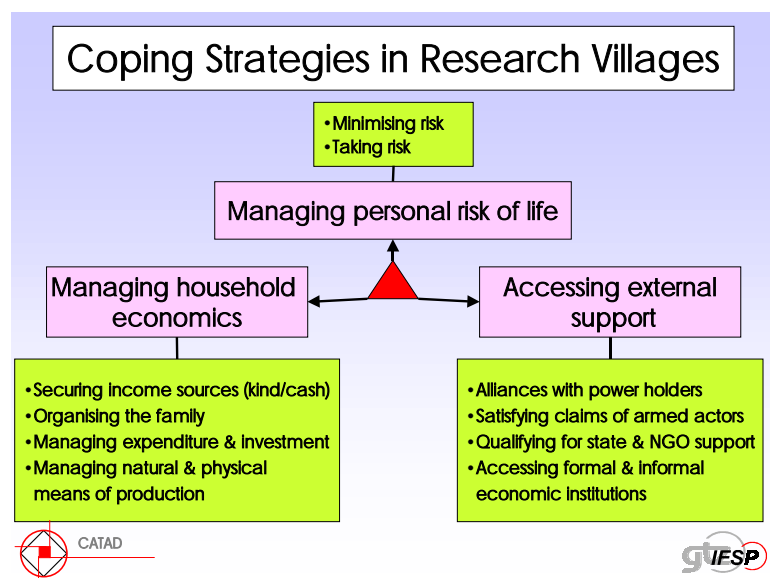 Coping Strategies in Research Villages
•Minimising risk
•Taking risk
Managing personal risk of life
Managing household
economics
Accessing external
support
•Securing income sources (kind/cash)
•Organising the family
•Managing expenditure & investment
•Managing natural & physical
means of production
•Alliances with power holders
•Satisfying claims of armed actors
•Qualifying for state & NGO support
•Accessing formal & informal
economic institutions
CATAD
gtz
IFSP